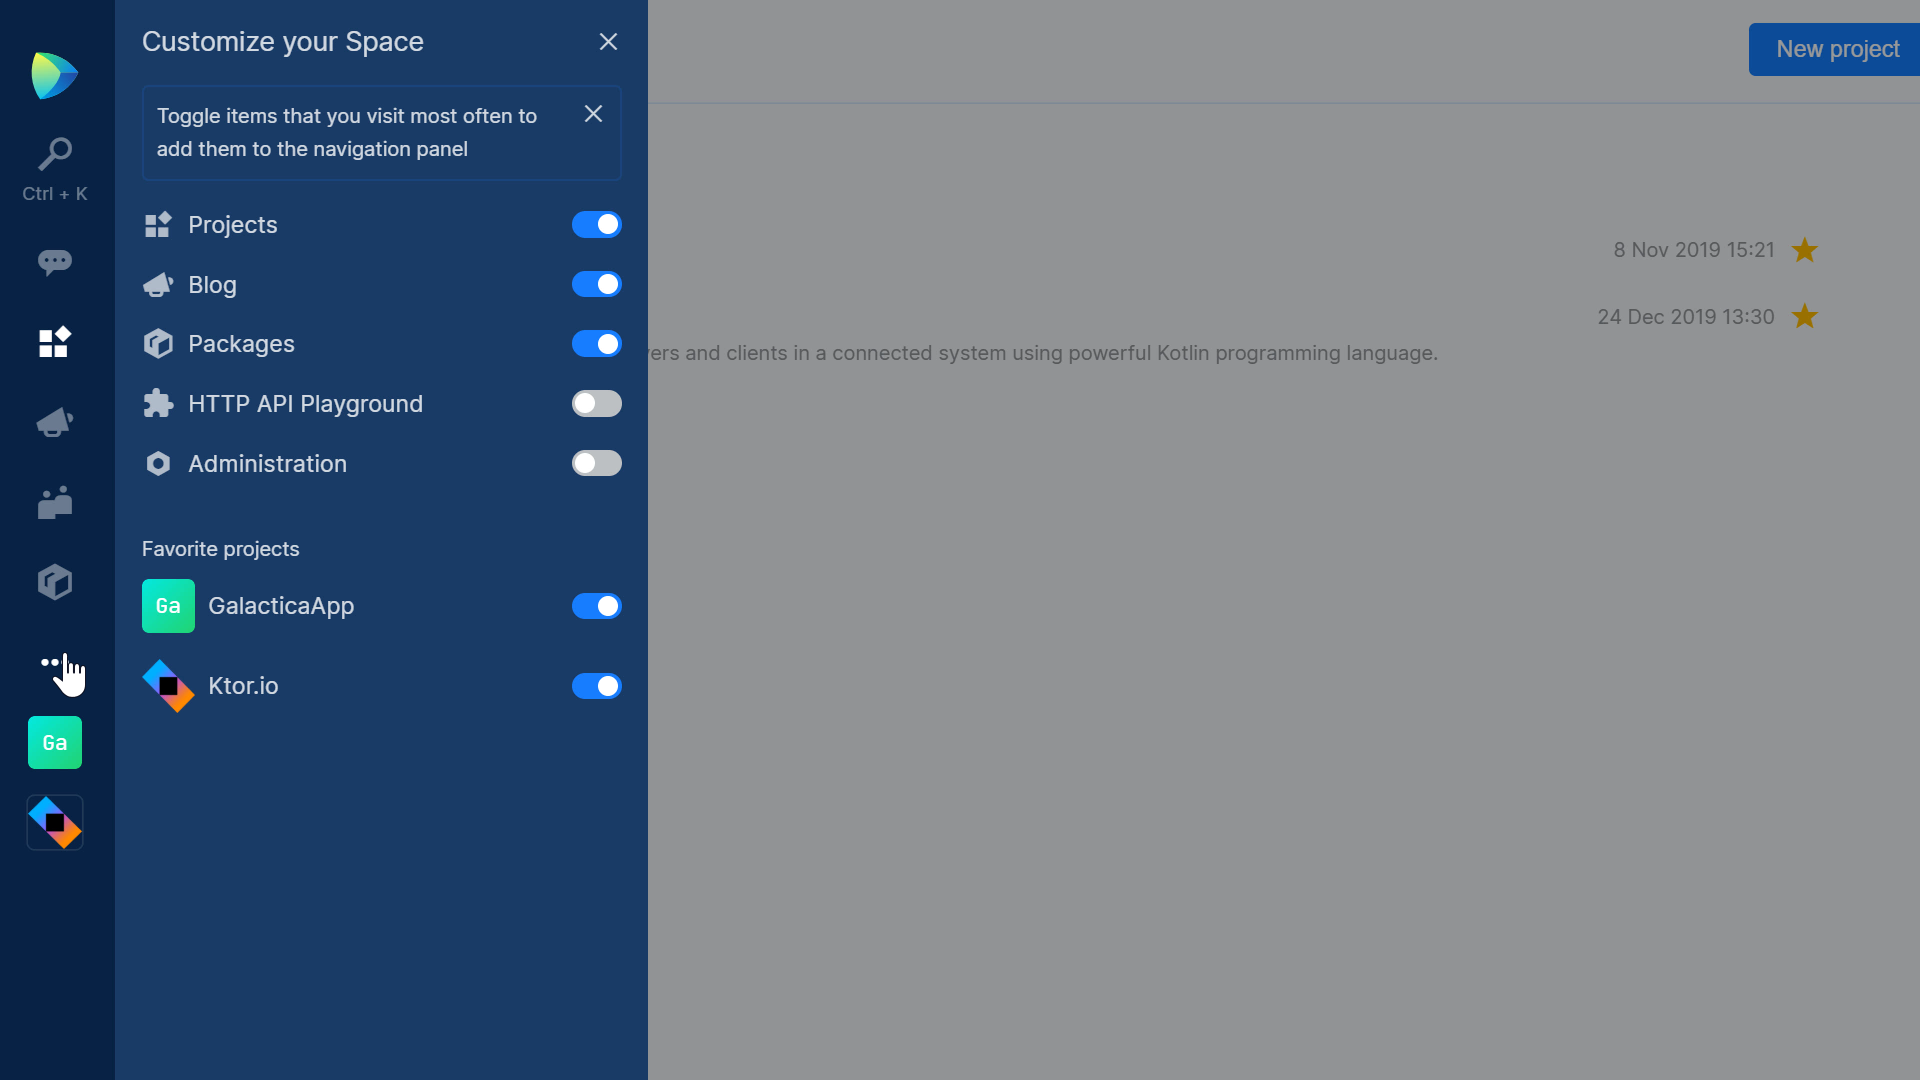 Customize your Space
New project
Toggle items that you visit most often to
add them to the navigation panel
Ctrl + K
Projects
8 Nov 2019 15:21
Blog
24 Dec 2019 13:30
Packages
and clients in a connected system using powerful Kotlin programming language.
HTTP API Playground
Administration
Favorite projects
Ga GalacticaApp
Ktor.io
Ga